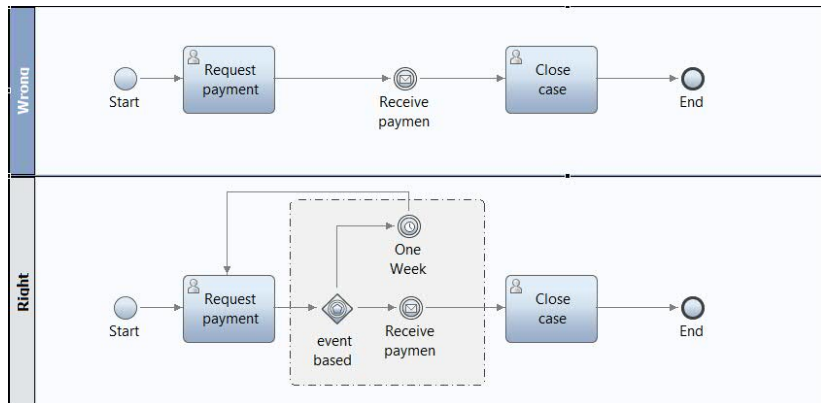 Wrong
Request
payment
Close
case
Start
Receive
paymen
End
Right
One
Week
Request
payment
Close
case
Start
event
based
Receive
paymen
End